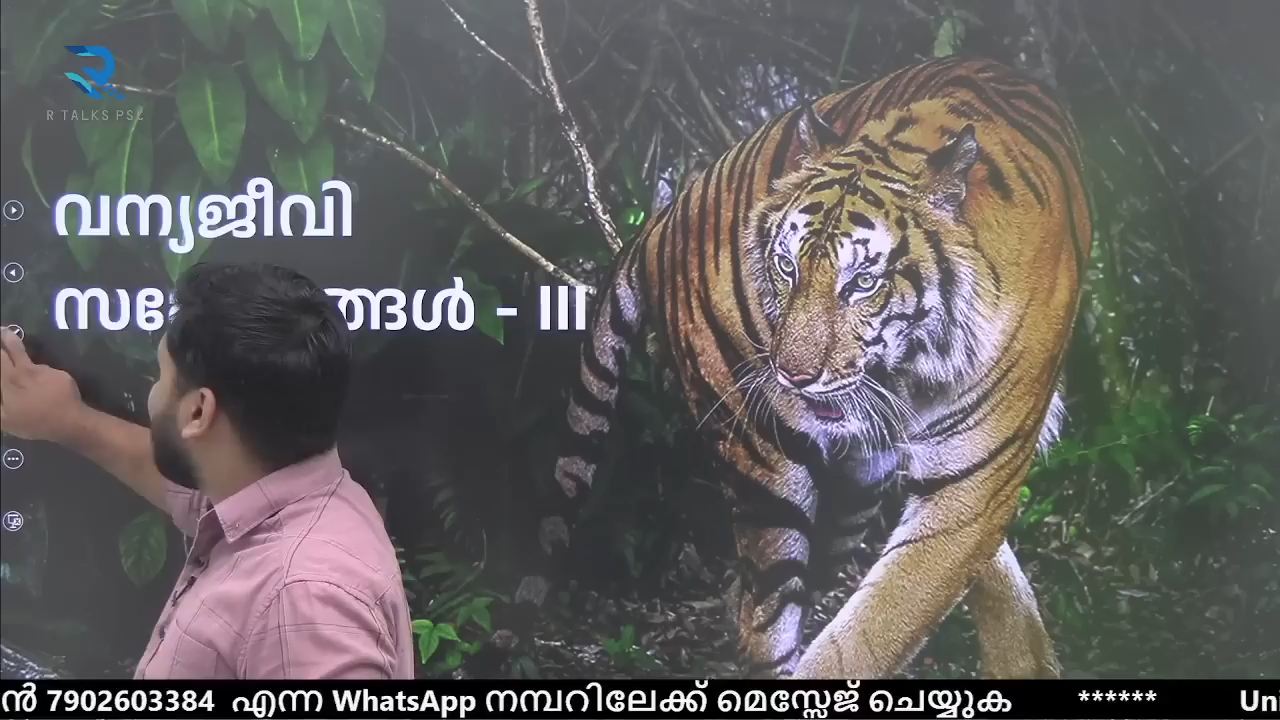 R TALKS PSC
വന്യജീവി
ങ്ങൾ - III
ൻ 7902603384 എന്ന WhatsApp നമ്പറിലേക്ക് മെസ്സേജ് ചെയ്യുക ****** Un